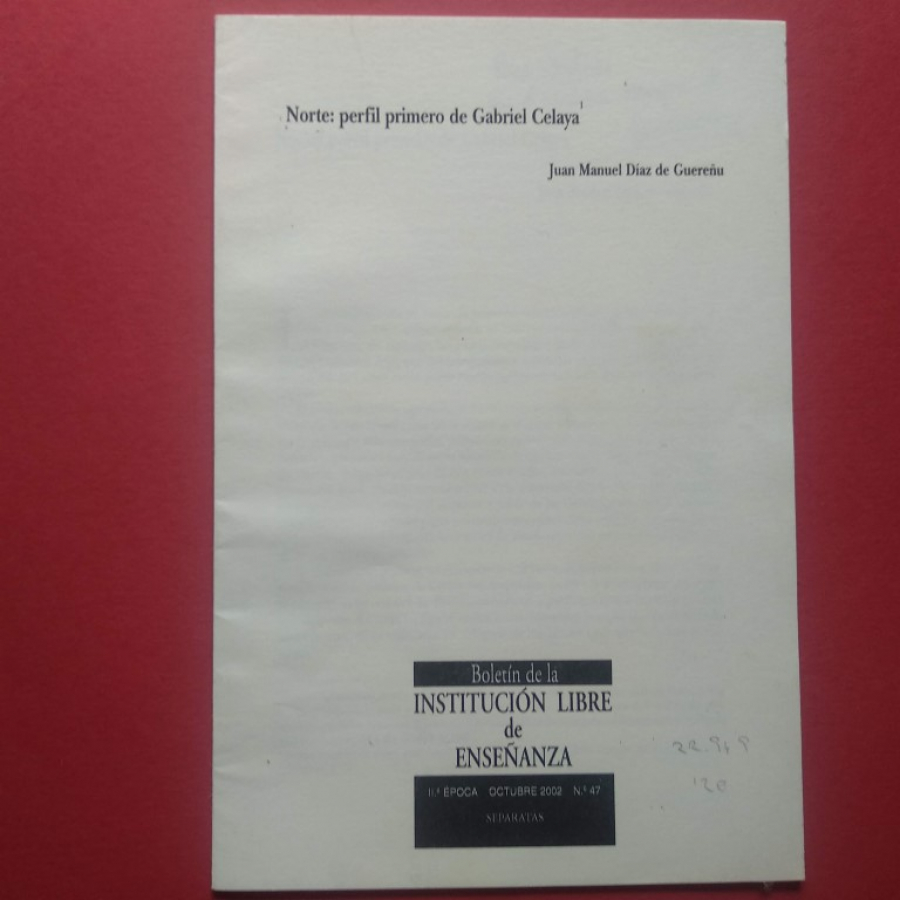 Norte: perfil primero de Gabriel Celaya¹
Juan Manuel Díaz de Guereñu
Boletín de la
INSTITUCIÓN LIBRE
de
ENSEÑANZA
II.ª ÉPOCA OCTUBRE 2002 N.º 47
SEPARATAS